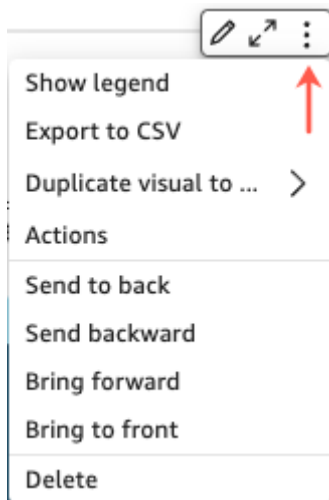 Show legend
Export to CSV
Duplicate visual to ...
Actions
Send to back
Send backward
Bring forward
Bring to front
Delete